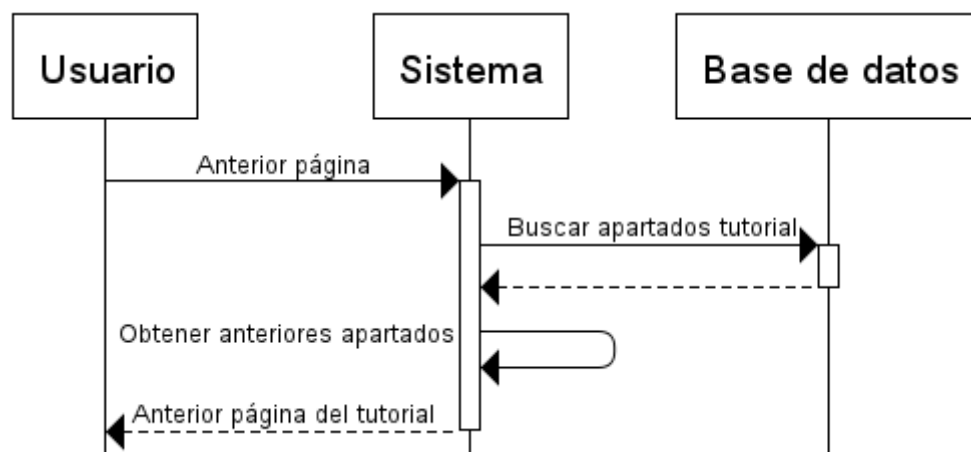 Usuario
Sistema
Base de datos
Anterior página
Buscar apartados tutorial
Obtener anteriores apartados
Anterior página del tutorial